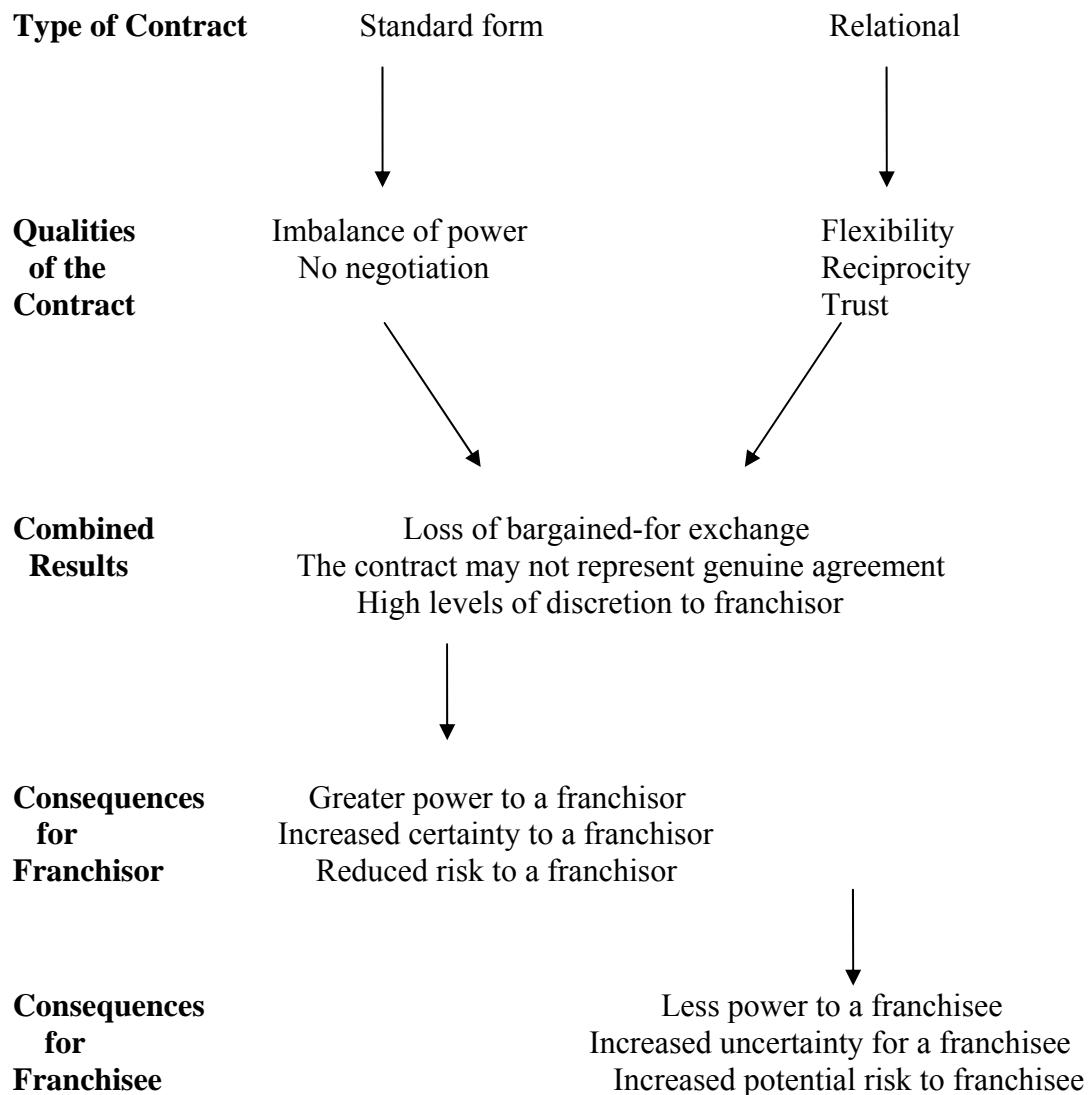 Type of Contract Standard form Relational
Qualities Imbalance of power Flexibility
of the No negotiation Reciprocity
Contract Trust
Combined Loss of bargained-for exchange
Results The contract may not represent genuine agreement
High levels of discretion to franchisor
Consequences Greater power to a franchisor
for Increased certainty to a franchisor
Franchisor Reduced risk to a franchisor
Consequences Less power to a franchisee
for Increased uncertainty for a franchisee
Franchisee Increased potential risk to franchisee